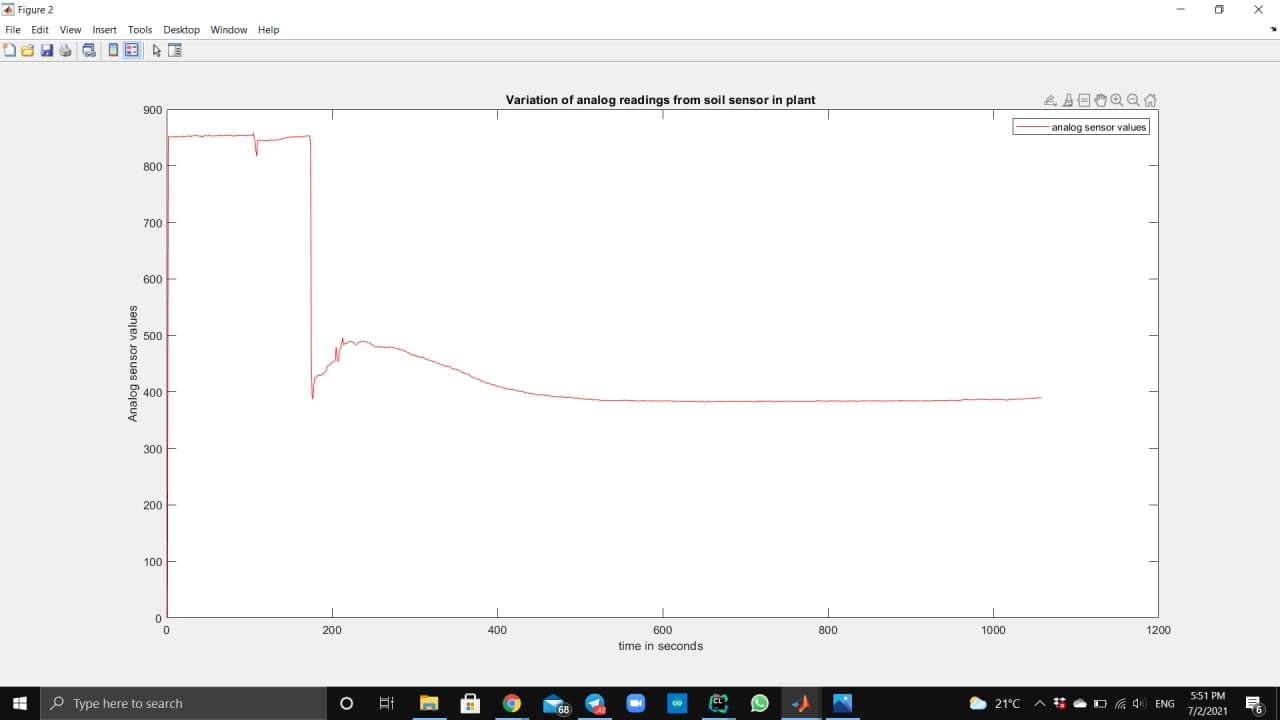 Figure 2
File Edit View Insert Tools Desktop Window Help
Variation of analog readings from soil sensor in plant
analog sensor values
900
800
700
600
500
400
300
200
100
0
Analog sensor values
0 200 400 600 800 1000 1200
time in seconds
Type here to search
68
CL
21°C
ENG
5:51 PM
7/2/2021
6